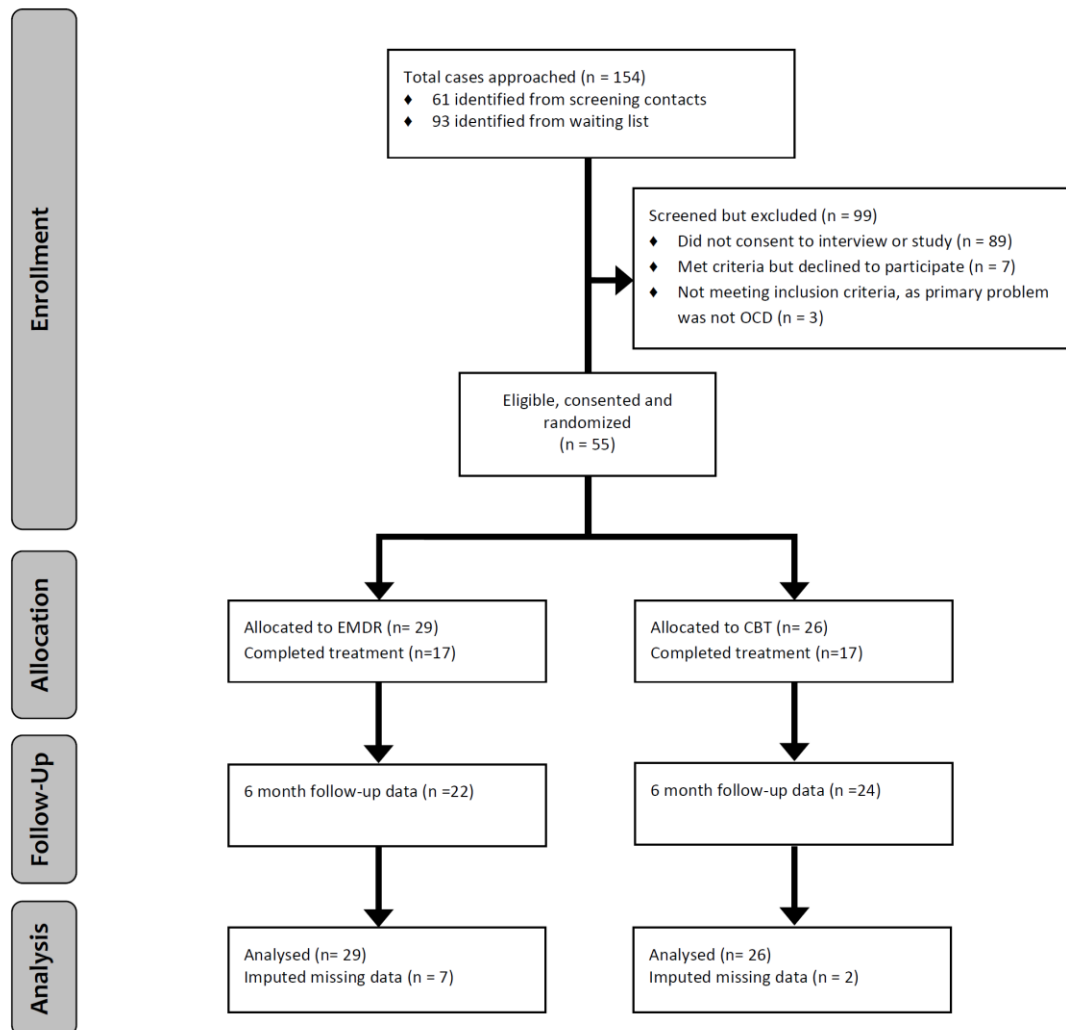 Enrollment
Total cases approached (n = 154)
♦ 61 identified from screening contacts
♦ 93 identified from waiting list
Screened but excluded (n = 99)
♦ Did not consent to interview or study (n = 89)
♦ Met criteria but declined to participate (n = 7)
♦ Not meeting inclusion criteria, as primary problem
was not OCD (n = 3)
Eligible, consented and
randomized
(n = 55)
Allocation
Allocated to EMDR (n= 29)
Completed treatment (n=17)
Allocated to CBT (n= 26)
Completed treatment (n=17)
Follow-Up
6 month follow-up data (n =22)
6 month follow-up data (n =24)
Analysis
Analysed (n= 29)
Imputed missing data (n = 7)
Analysed (n= 26)
Imputed missing data (n = 2)